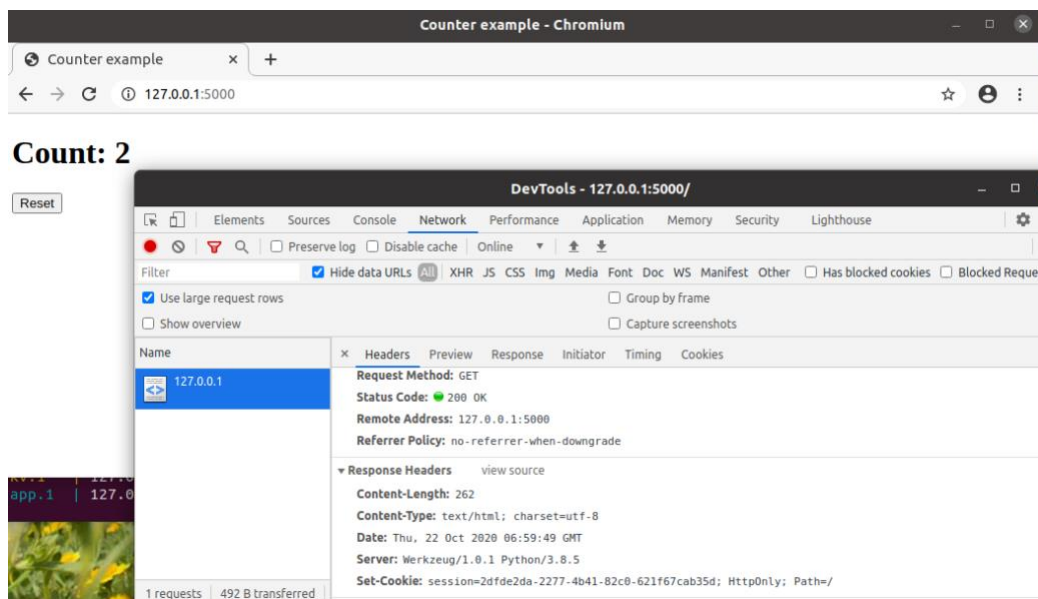 Counter example - Chromium
Counter example × +
127.0.0.1:5000
Count: 2
Reset
DevTools - 127.0.0.1:5000/
Elements Sources Console Network Performance Application Memory Security Lighthouse
Preserve log Disable cache Online
Filter Hide data URLs All XHR JS CSS Img Media Font Doc WS Manifest Other Has blocked cookies Blocked Reque
Use large request rows Group by frame
Show overview Capture screenshots
Name × Headers Preview Response Initiator Timing Cookies
127.0.0.1
Request Method: GET
Status Code: 200 OK
Remote Address: 127.0.0.1:5000
Referrer Policy: no-referrer-when-downgrade
Response Headers view source
Content-Length: 262
app.1 | 127.0
Content-Type: text/html; charset=utf-8
Date: Thu, 22 Oct 2020 06:59:49 GMT
Server: Werkzeug/1.0.1 Python/3.8.5
Set-Cookie: session=2dfde2da-2277-4b41-82c0-621f67cab35d; HttpOnly; Path=/
1 requests 492 B transferred